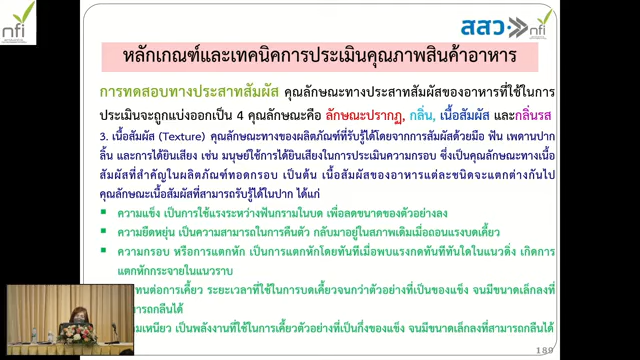 nfi
สสว
nfi
หลักเกณฑ์และเทคนิคการประเมินคุณภาพสินค้าอาหาร
การทดสอบทางประสาทสัมผัส คุณลักษณะทางประสาทสัมผัสของอาหารที่ใช้ในการ
ประเมินจะถูกแบ่งออกเป็น 4 คุณลักษณะคือ ลักษณะปรากฏ, กลิ่น, เนื้อสัมผัส และกลิ่นรส
3. เนื้อสัมผัส (Texture) คุณลักษณะทางของผลิตภัณฑ์ที่รับรู้ได้โดยจากการสัมผัสด้วยมือ ฟัน เพดานปาก
ลิ้น และการได้ยินเสียง เช่น มนุษย์ใช้การได้ยินเสียงในการประเมินความกรอบ ซึ่งเป็นคุณลักษณะทางเนื้อ
สัมผัสที่สำคัญในผลิตภัณฑ์ทอดกรอบ เป็นต้น เนื้อสัมผัสของอาหารแต่ละชนิดจะแตกต่างกันไป
คุณลักษณะเนื้อสัมผัสที่สามารถรับรู้ได้ในปาก ได้แก่
ความแข็ง เป็นการใช้แรงระหว่างฟันกรามในบด เพื่อลดขนาดของตัวอย่างลง
ความยืดหยุ่น เป็นความสามารถในการคืนตัว กลับมาอยู่ในสภาพเดิมเมื่อถอนแรงบดเคี้ยว
ความกรอบ หรือการแตกหัก เป็นการแตกหักโดยทันทีเมื่อพบแรงกดทันทีทันใดในแนวดิ่ง เกิดการ
แตกหักกระจายในแนวราบ
ทนต่อการเคี้ยว ระยะเวลาที่ใช้ในการบดเคี้ยวจนกว่าตัวอย่างที่เป็นของแข็ง จนมีขนาดเล็กลงที่
ารถกลืนได้
มเหนียว เป็นพลังงานที่ใช้ในการเคี้ยวตัวอย่างที่เป็นกึ่งของแข็ง จนมีขนาดเล็กลงที่สามารถกลืนได้
189